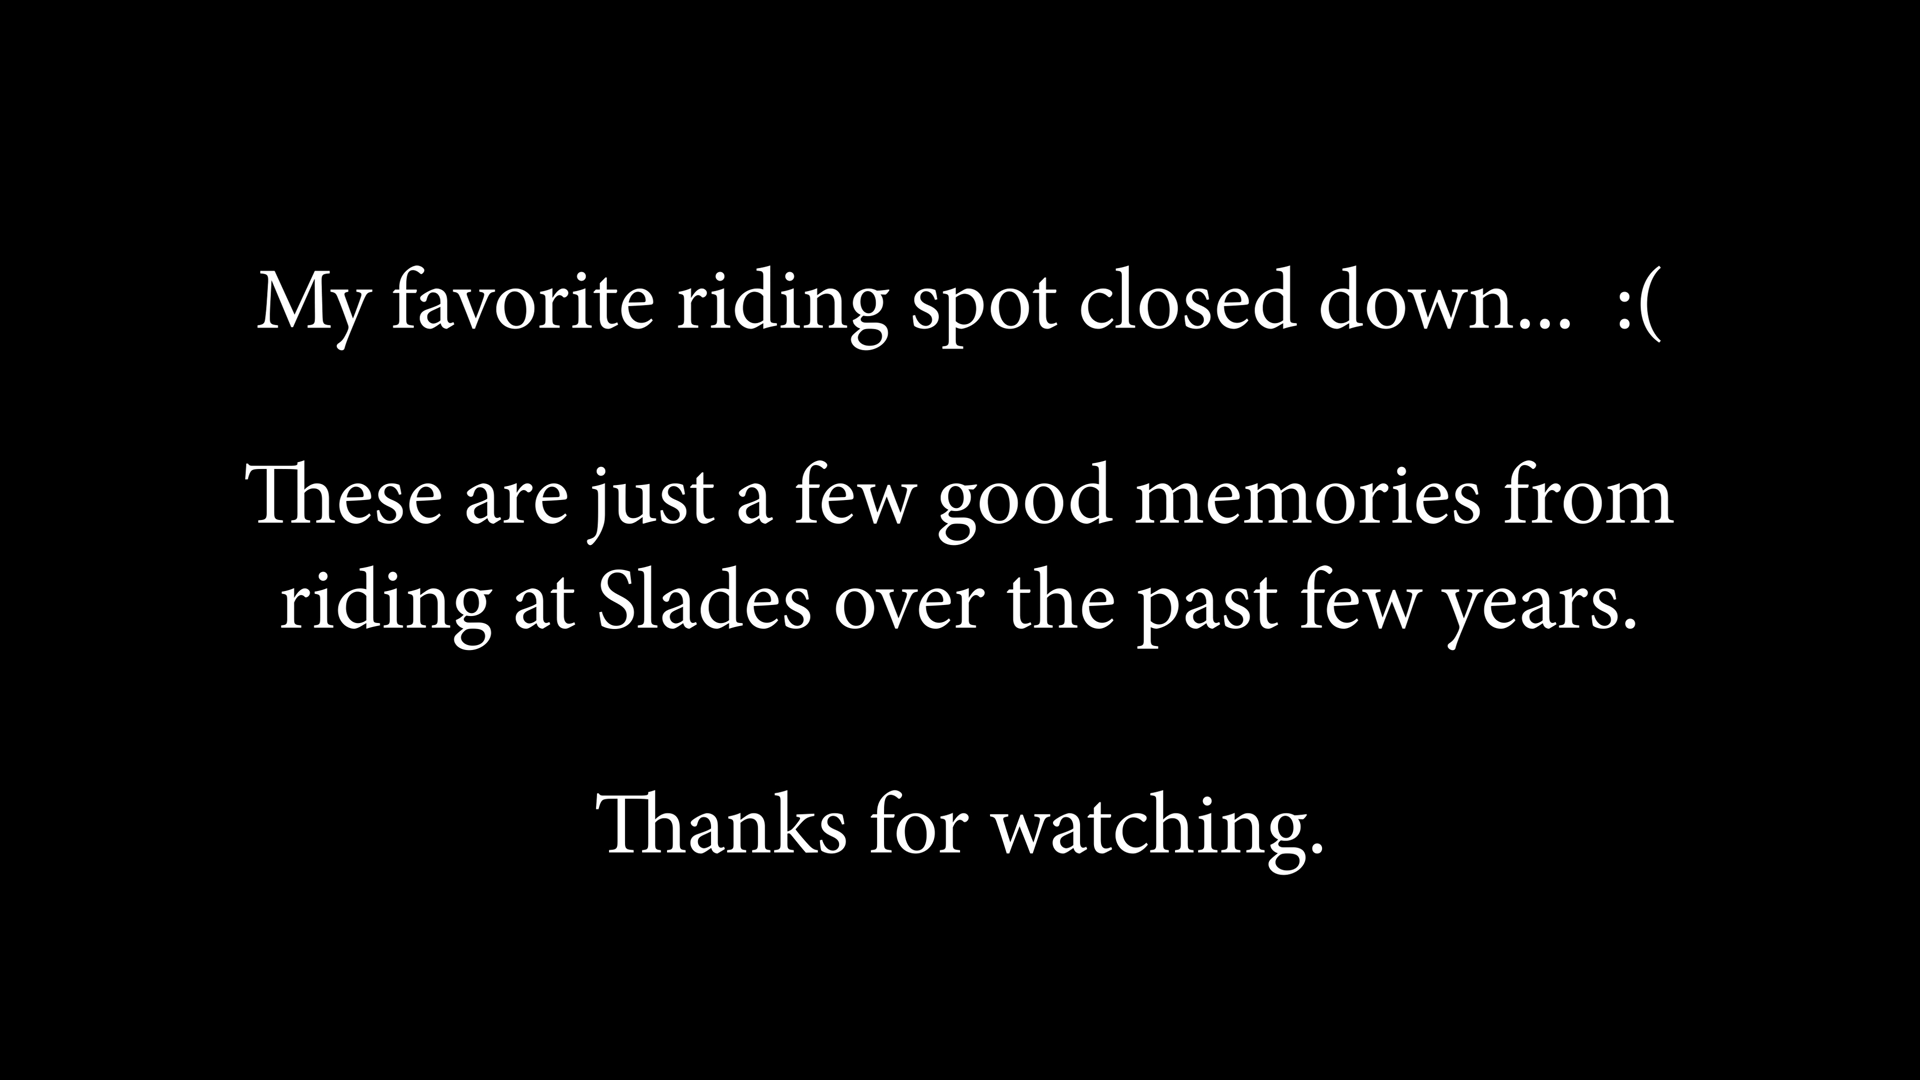 My favorite riding spot closed down...  :(
These are just a few good memories from
riding at Slades over the past few years.
Thanks for watching.